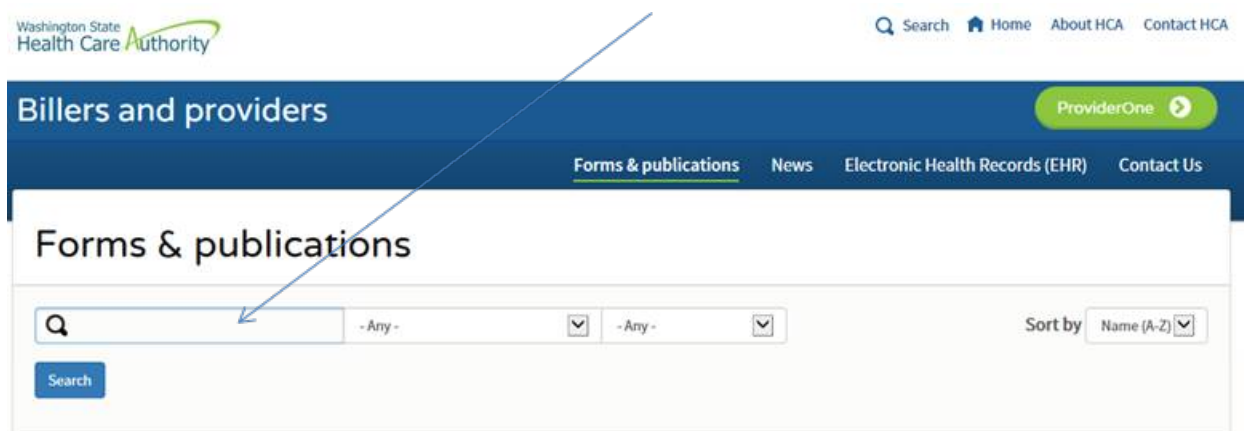 Washington State
Health Care Authority
Search Home About HCA Contact HCA
Billers and providers
ProviderOne
Forms & publications News Electronic Health Records (EHR) Contact Us
Forms & publications
- Any - - Any - Sort by Name (A-Z)
Search